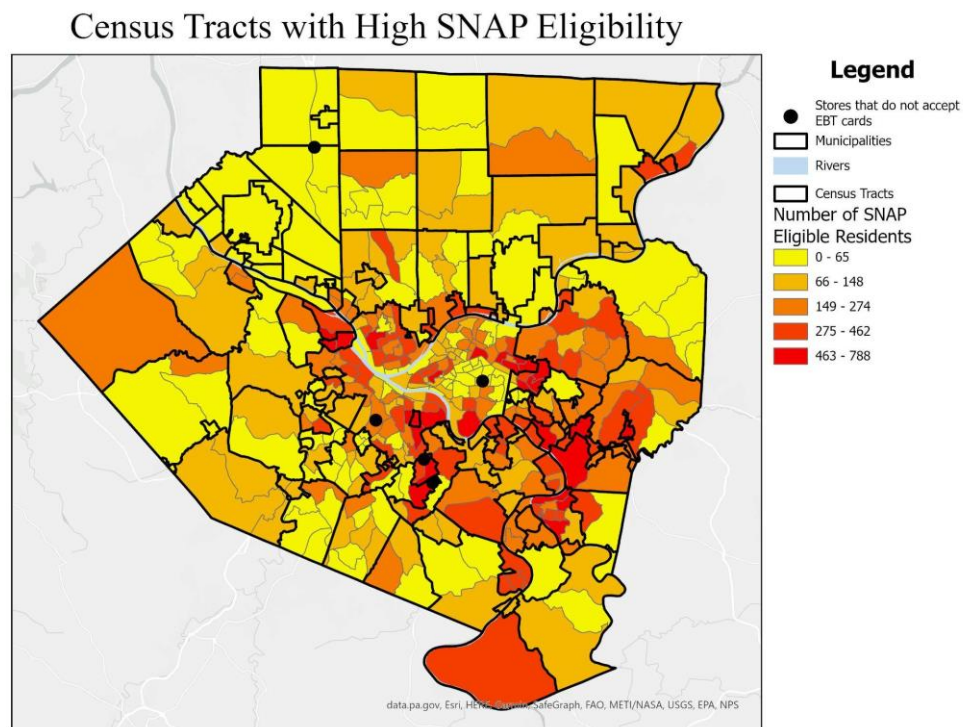 Census Tracts with High SNAP Eligibility
Legend
Stores that do not accept
EBT cards
Municipalities
Rivers
Census Tracts
Number of SNAP
Eligible Residents
0 - 65
66 - 148
149 - 274
275 - 462
463 - 788
data.pa.gov, Esri, HERE, Garmin, SafeGraph, FAO, METI/NASA, USGS, EPA, NPS